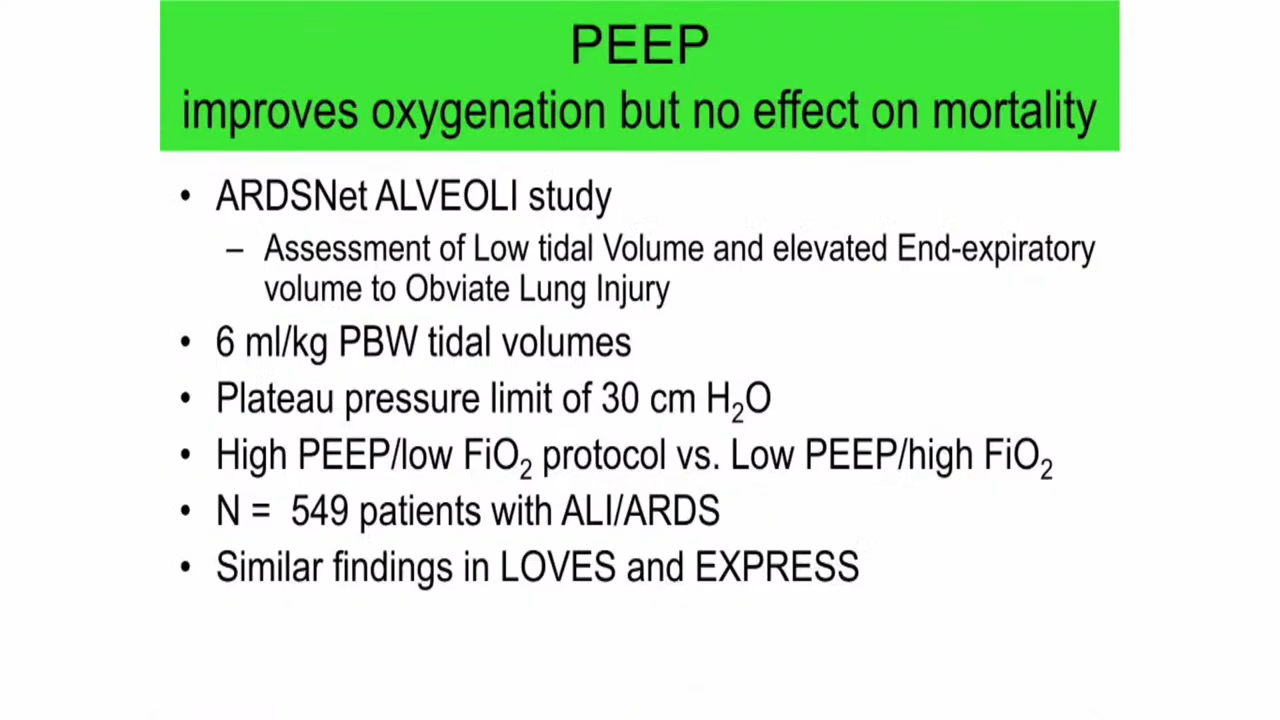 PEEP
improves oxygenation but no effect on mortality
• ARDSNet ALVEOLI study
– Assessment of Low tidal Volume and elevated End-expiratory
volume to Obviate Lung Injury
• 6 ml/kg PBW tidal volumes
• Plateau pressure limit of 30 cm H₂O
• High PEEP/low FiO₂ protocol vs. Low PEEP/high FiO₂
• N = 549 patients with ALI/ARDS
• Similar findings in LOVES and EXPRESS